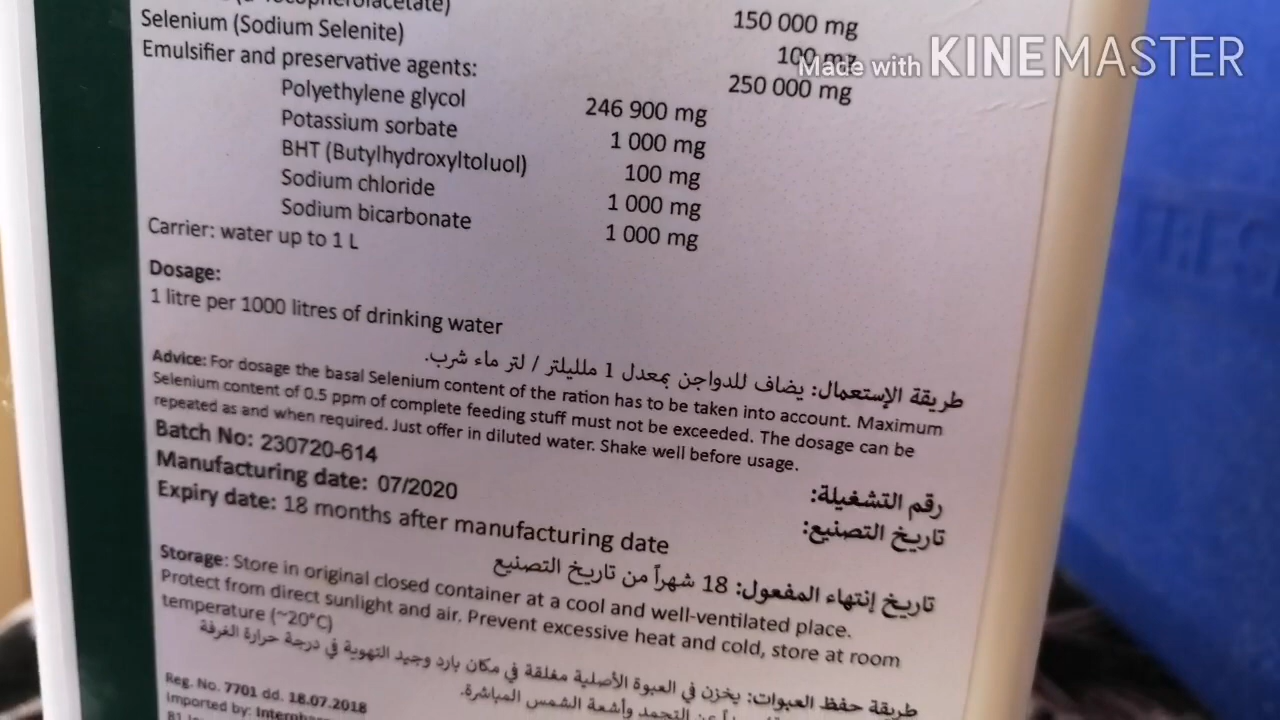 Selenium (Sodium Selenite) 100 mg
150 000 mg
Emulsifier and preservative agents: 250 000 mg
Polyethylene glycol 246 900 mg
Potassium sorbate 1 000 mg
BHT (Butylhydroxytoluol) 100 mg
Sodium chloride 1 000 mg
Sodium bicarbonate 1 000 mg
Carrier: water up to 1 L
Dosage:
1 litre per 1000 litres of drinking water
طريقة الإستعمال: يضاف للدواجن بمعدل 1 ملليلتر / لتر ماء شرب.
Advice: For dosage the basal Selenium content of the ration has to be taken into account. Maximum
Selenium content of 0.5 ppm of complete feeding stuff must not be exceeded. The dosage can be
repeated as and when required. Just offer in diluted water. Shake well before usage.
Batch No: 230720-614 رقم التشغيلة:
Manufacturing date: 07/2020 تاريخ التصنيع:
Expiry date: 18 months after manufacturing date
تاريخ إنتهاء المفعول: 18 شهراً من تاريخ التصنيع
Storage: Store in original closed container at a cool and well-ventilated place.
Protect from direct sunlight and air. Prevent excessive heat and cold, store at room
temperature (~20°C)
طريقة حفظ العبوات: يخزن في العبوة الأصلية مغلقة في مكان بارد وجيد التهوية في درجة حرارة الغرفة
عن التجمد وأشعة الشمس المباشرة.
Reg. No. 7701 dd. 18.07.2018
Imported by:
Made with KINEMASTER